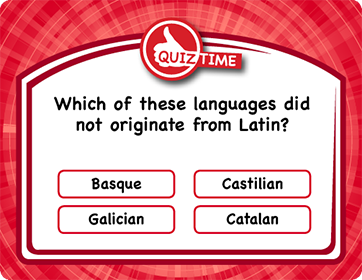 QUIZ TIME
Which of these languages did
not originate from Latin?
Basque
Castilian
Galician
Catalan